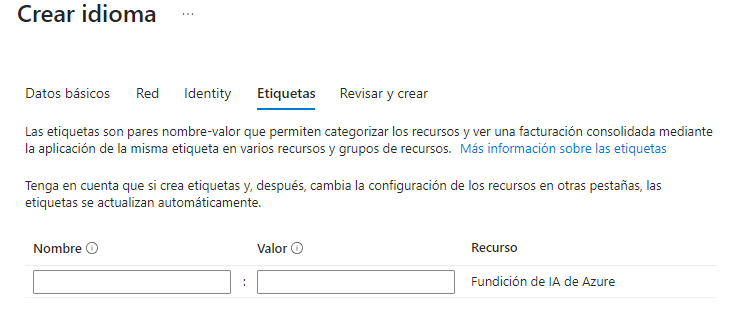 Crear idioma ...
Datos básicos Red Identity Etiquetas Revisar y crear
Las etiquetas son pares nombre-valor que permiten categorizar los recursos y ver una facturación consolidada mediante
la aplicación de la misma etiqueta en varios recursos y grupos de recursos. Más información sobre las etiquetas
Tenga en cuenta que si crea etiquetas y, después, cambia la configuración de los recursos en otras pestañas, las
etiquetas se actualizan automáticamente.
Nombre Valor Recurso
: Fundición de IA de Azure